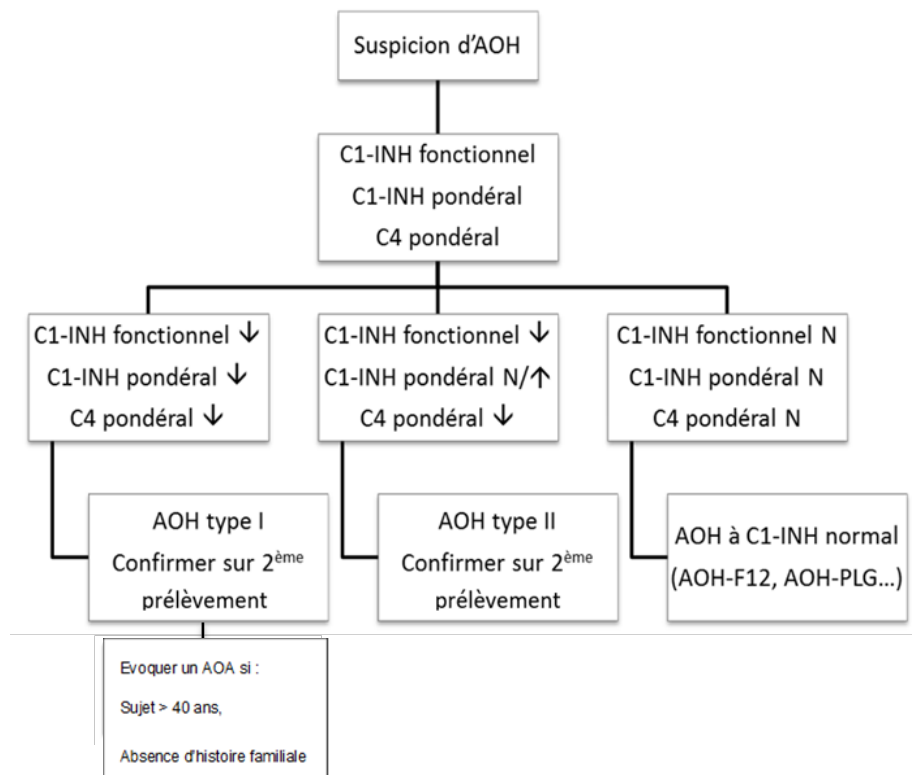 Suspicion d'AOH
C1-INH fonctionnel
C1-INH pondéral
C4 pondéral
C1-INH fonctionnel ↓
C1-INH pondéral ↓
C4 pondéral ↓
C1-INH fonctionnel ↓
C1-INH pondéral N/↑
C4 pondéral ↓
C1-INH fonctionnel N
C1-INH pondéral N
C4 pondéral N
AOH type I
Confirmer sur 2ème
prélèvement
AOH type II
Confirmer sur 2ème
prélèvement
AOH à C1-INH normal
(AOH-F12, AOH-PLG...)
Evoquer un AOA si :
Sujet > 40 ans,
Absence d'histoire familiale